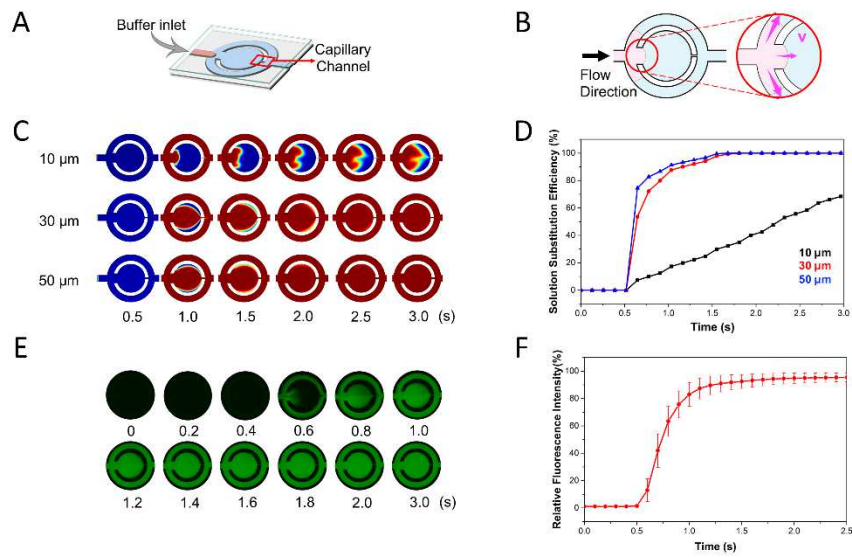 A
Buffer inlet
Capillary
Channel
B
Flow
Direction
V
C
10 µm
30 µm
50 µm
0.5 1.0 1.5 2.0 2.5 3.0 (s)
D
Solution Substitution Efficiency (%)
100
80
60
40
20
0
10 µm
30 µm
50 µm
0.0 0.5 1.0 1.5 2.0 2.5 3.0
Time (s)
E
0 0.2 0.4 0.6 0.8 1.0
1.2 1.4 1.6 1.8 2.0 3.0 (s)
F
Relative Fluorescence Intensity(%)
100
80
60
40
20
0
0.0 0.5 1.0 1.5 2.0 2.5
Time (s)